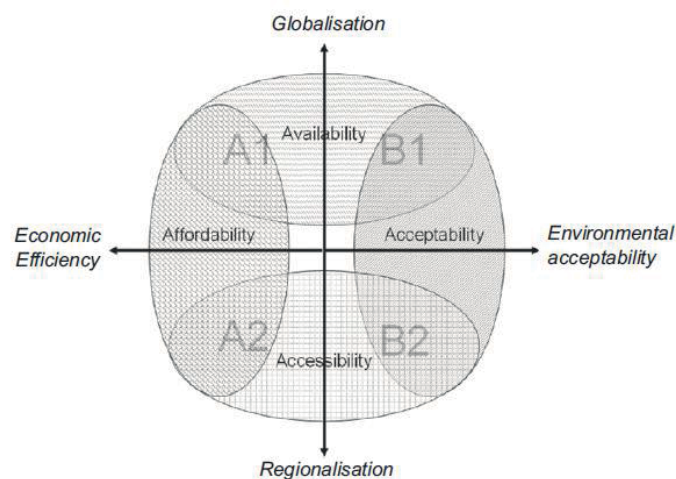 Globalisation
Availability
A1
B1
Economic
Efficiency
Affordability
Acceptability
Environmental
acceptability
A2
B2
Accessibility
Regionalisation